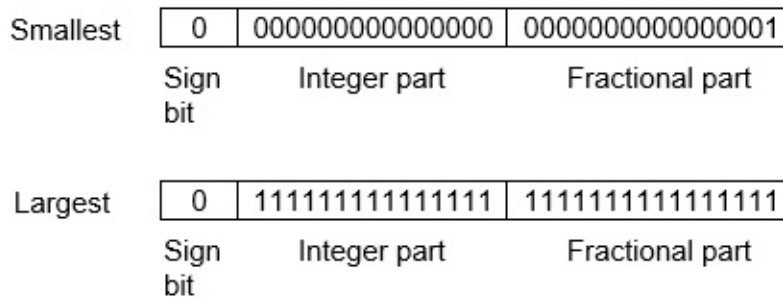 Smallest 0 000000000000000 0000000000000001
Sign bit Integer part Fractional part
Largest 0 111111111111111 1111111111111111
Sign bit Integer part Fractional part